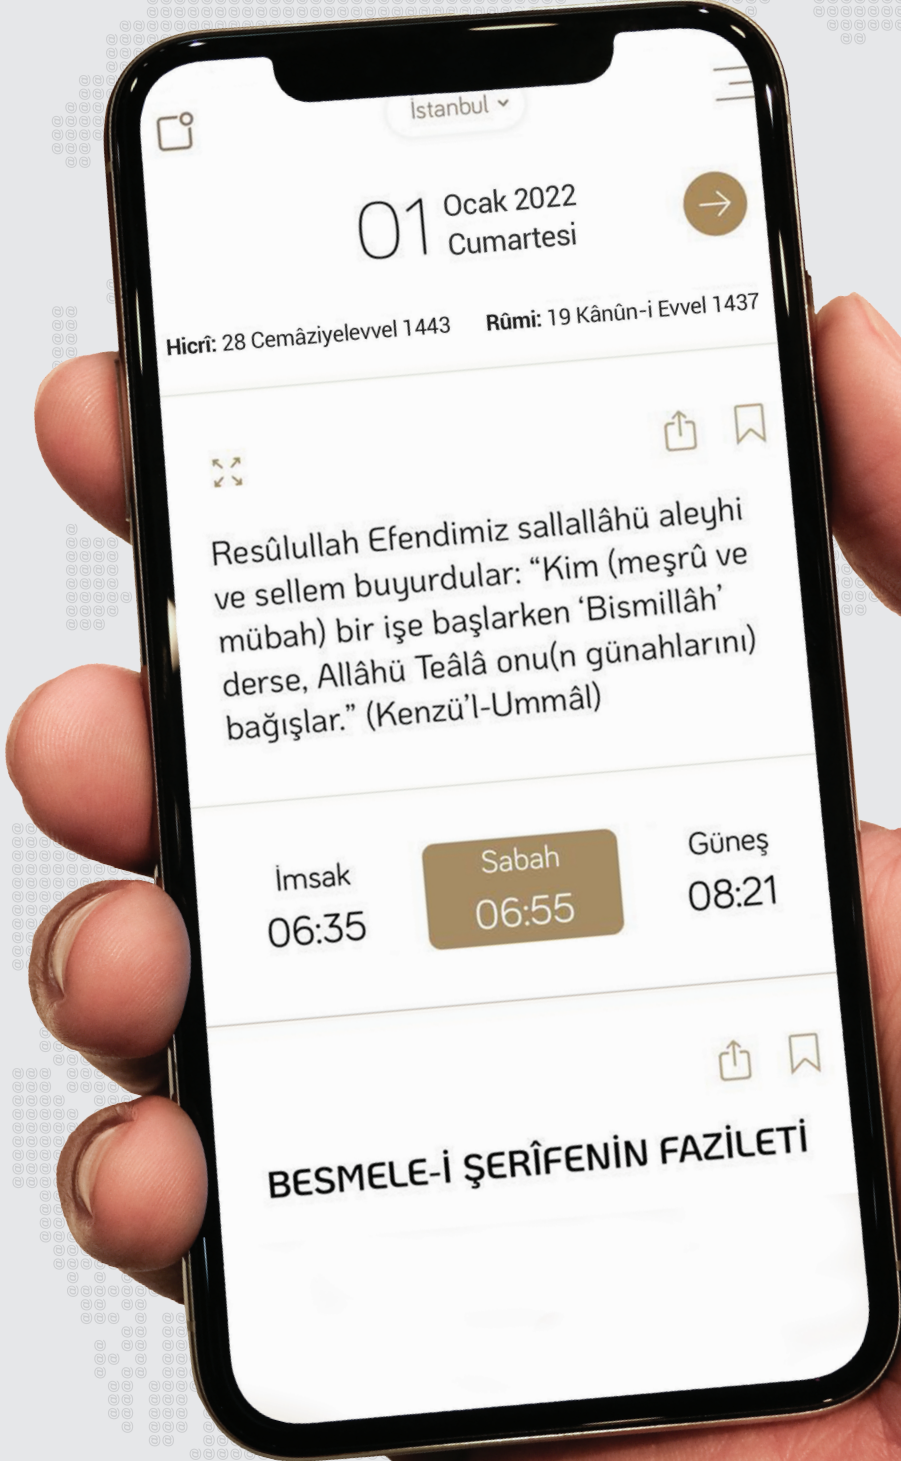 İstanbul
01 Ocak 2022
Cumartesi
Hicrî: 28 Cemâziyelevvel 1443 Rûmi: 19 Kânûn-i Evvel 1437
Resûlullah Efendimiz sallallâhü aleyhi
ve sellem buyurdular: “Kim (meşrû ve
mübah) bir işe başlarken ‘Bismillâh’
derse, Allâhü Teâlâ onu(n günahlarını)
bağışlar.” (Kenzü’l-Ummâl)
İmsak Sabah Güneş
06:35 06:55 08:21
BESMELE-İ ŞERÎFENİN FAZİLETİ